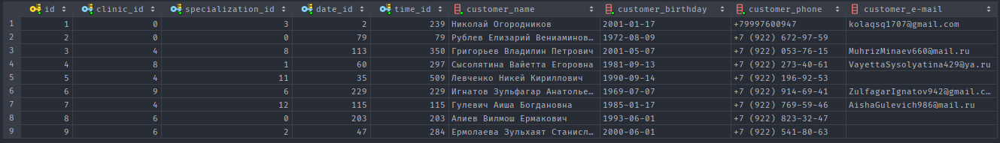 id clinic_id specialization_id date_id time_id customer_name customer_birthday customer_phone customer_e-mail
1 1 0 3 2 239 Николай Огородников 2001-01-17 +79997600947 kolaqsq1707@gmail.com
2 2 0 0 79 79 Рублев Елизарий Вениаминов… 1972-08-09 +7 (922) 672-97-59
3 3 4 8 113 350 Григорьев Владилин Петрович 2001-05-07 +7 (922) 053-76-15 MuhrizMinaev660@mail.ru
4 4 8 1 60 297 Сысолятина Вайетта Егоровна 1981-09-13 +7 (922) 273-40-61 VayettaSysolyatina429@ya.ru
5 5 4 11 35 509 Левченко Никей Кириллович 1990-09-14 +7 (922) 196-92-53
6 6 9 6 229 229 Игнатов Зульфагар Анатолье… 1969-07-07 +7 (922) 914-69-41 ZulfagarIgnatov942@gmail.c…
7 7 4 12 115 115 Гулевич Аиша Богдановна 1985-01-17 +7 (922) 769-59-46 AishaGulevich986@mail.ru
8 8 6 0 203 203 Алиев Вилмош Ермакович 1993-06-01 +7 (922) 823-32-47
9 9 6 2 47 284 Ермолаева Зульхаят Станисл… 2000-06-01 +7 (922) 541-80-63